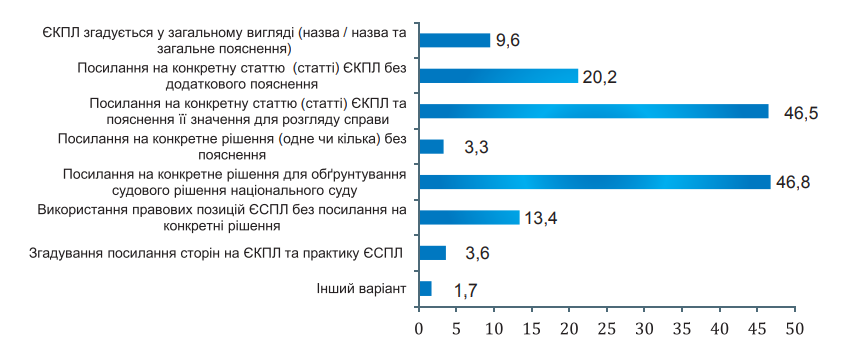 ЄКПЛ згадується у загальному вигляді (назва / назва та
загальне пояснення)
9,6
Посилання на конкретну статтю (статті) ЄКПЛ без
додаткового пояснення
20,2
Посилання на конкретну статтю (статті) ЄКПЛ та
пояснення її значення для розгляду справи
46,5
Посилання на конкретне рішення (одне чи кілька) без
пояснення
3,3
Посилання на конкретне рішення для обґрунтування
судового рішення національного суду
46,8
Використання правових позицій ЄСПЛ без посилання на
конкретні рішення
13,4
Згадування посилання сторін на ЄКПЛ та практику ЄСПЛ
3,6
Інший варіант
1,7
0 5 10 15 20 25 30 35 40 45 50